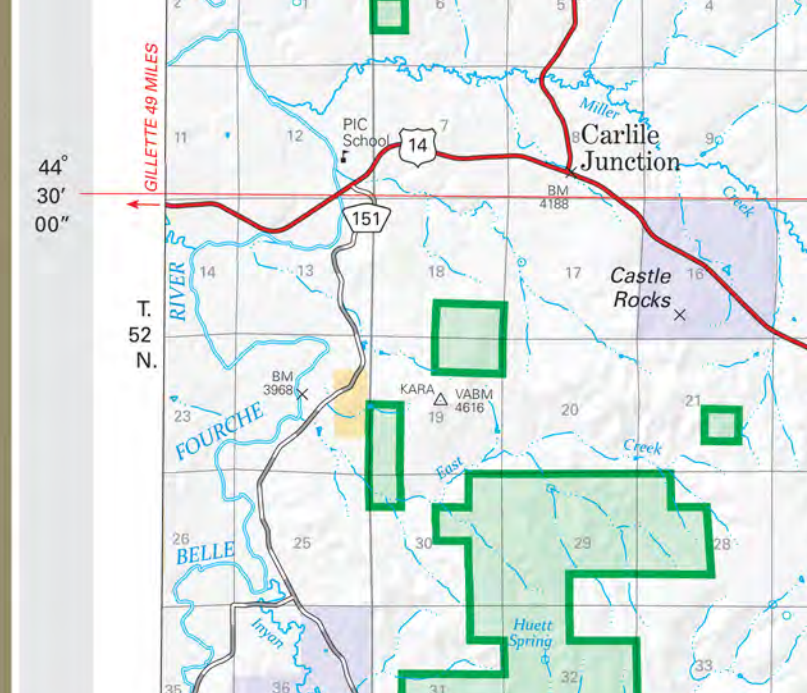 2
1
6
5
4
GILLETTE 49 MILES
Miller
PIC
School
7
11
12
14
8
9
Carlile
Junction
44°
30'
00"
BM
4188
Creek
151
RIVER
14
13
18
17
16
Castle
Rocks
T.
52
N.
BM
3968
KARA
VABM
4616
23
19
20
21
FOURCHE
East
Creek
26
25
30
29
28
BELLE
Inyan
Huett
Spring
35
36
31
32
33